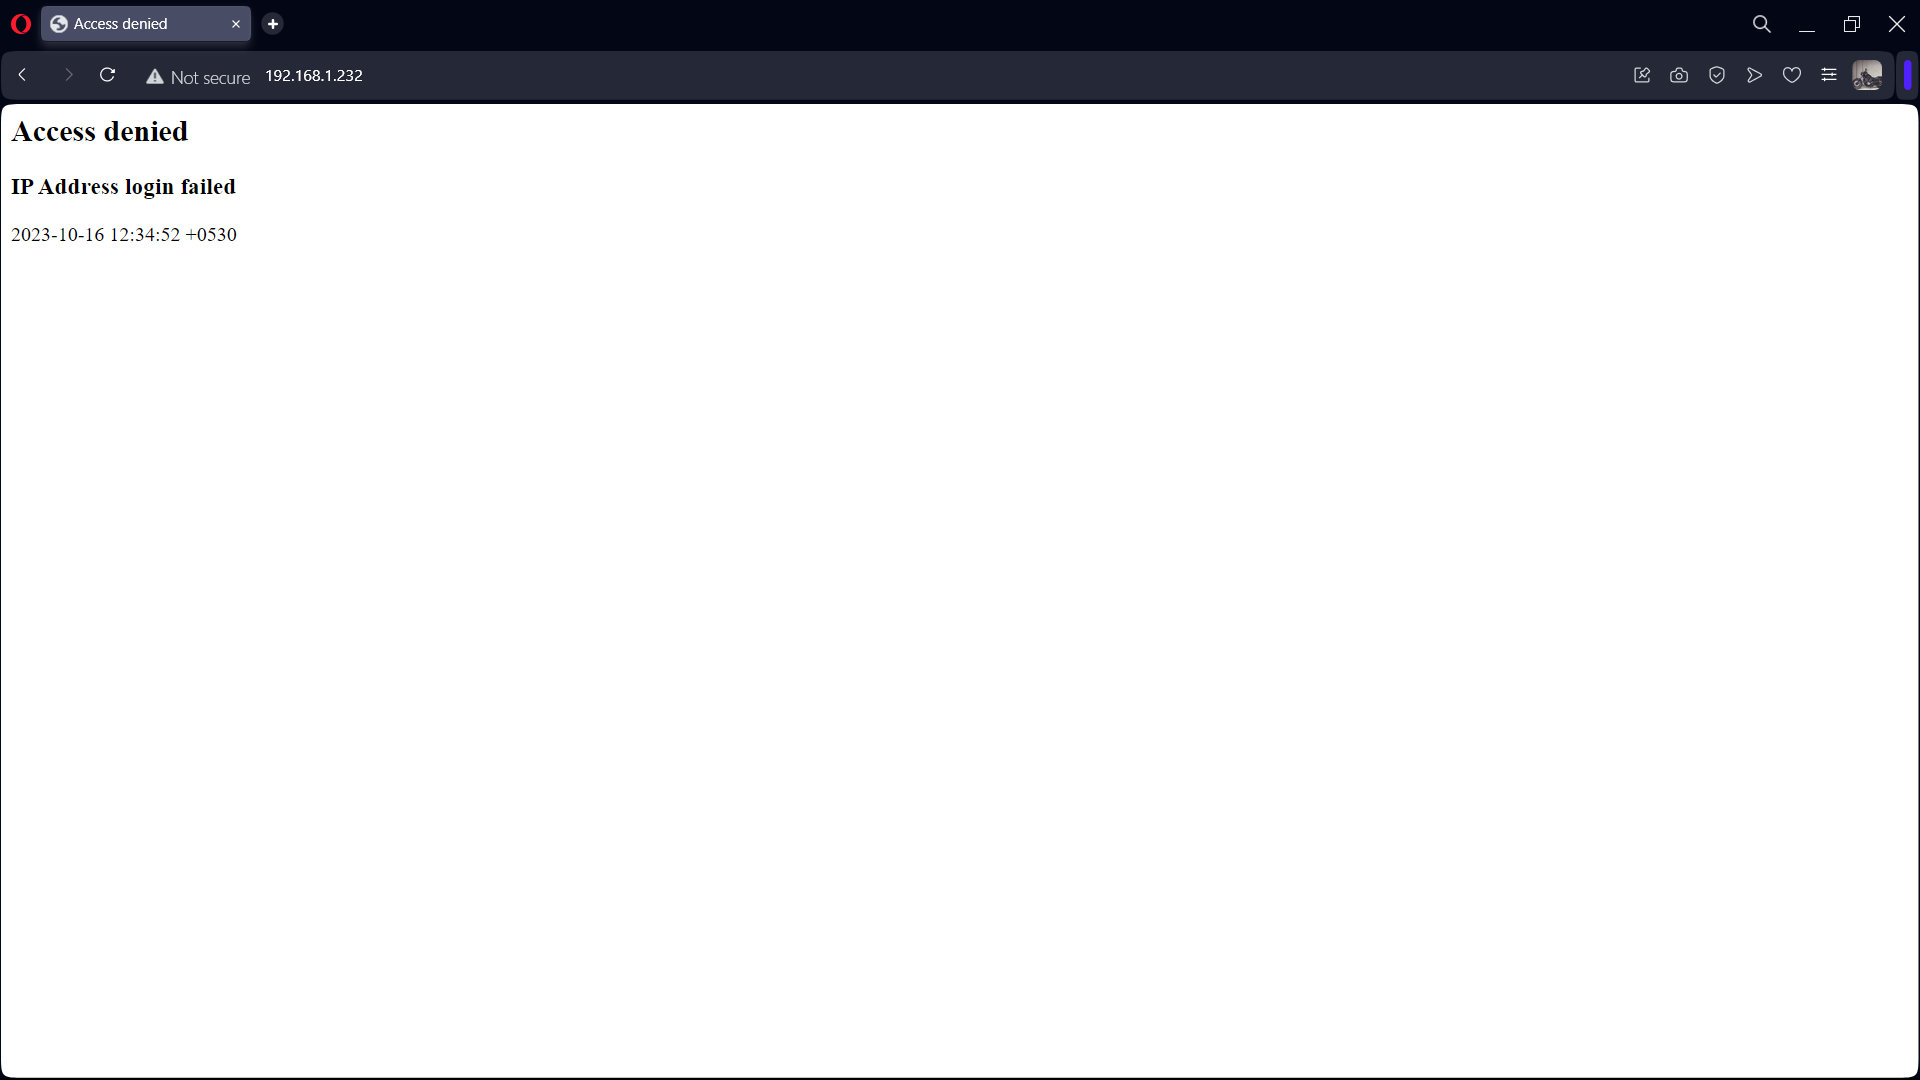 Access denied
Not secure 192.168.1.232
Access denied
IP Address login failed
2023-10-16 12:34:52 +0530